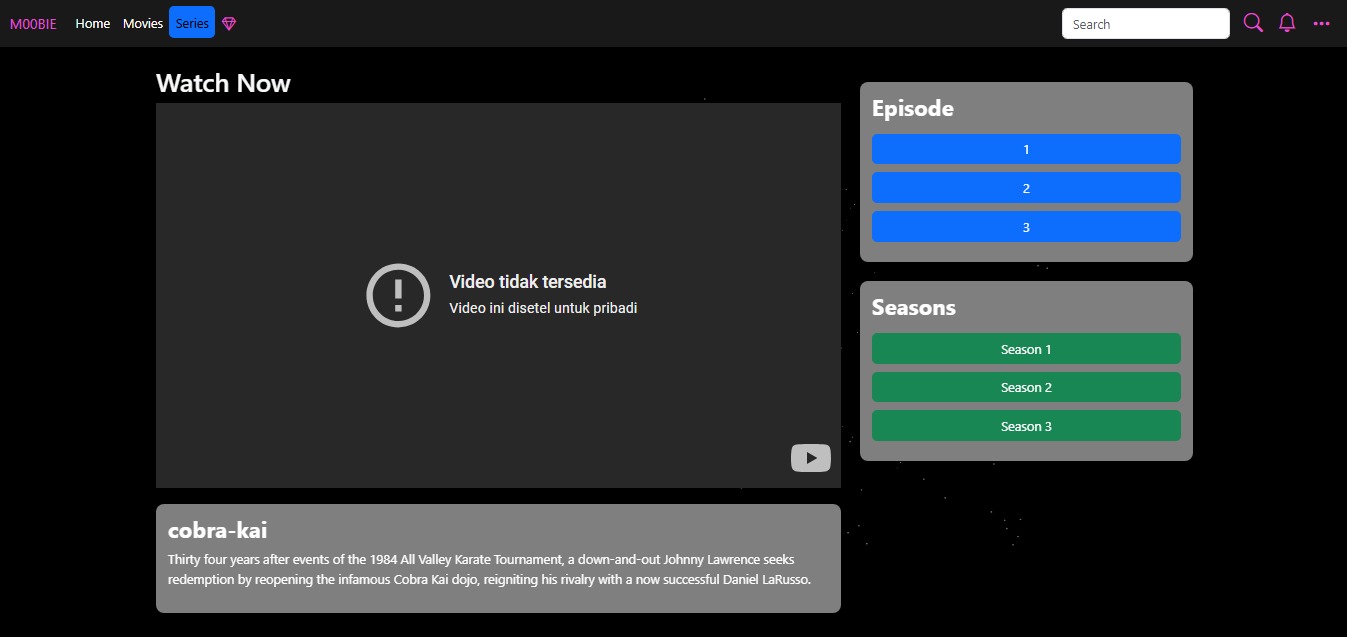 M00BIE Home Movies Series Search
Watch Now
Video tidak tersedia
Video ini disetel untuk pribadi
cobra-kai
Thirty four years after events of the 1984 All Valley Karate Tournament, a down-and-out Johnny Lawrence seeks
redemption by reopening the infamous Cobra Kai dojo, reigniting his rivalry with a now successful Daniel LaRusso.
Episode
1
2
3
Seasons
Season 1
Season 2
Season 3